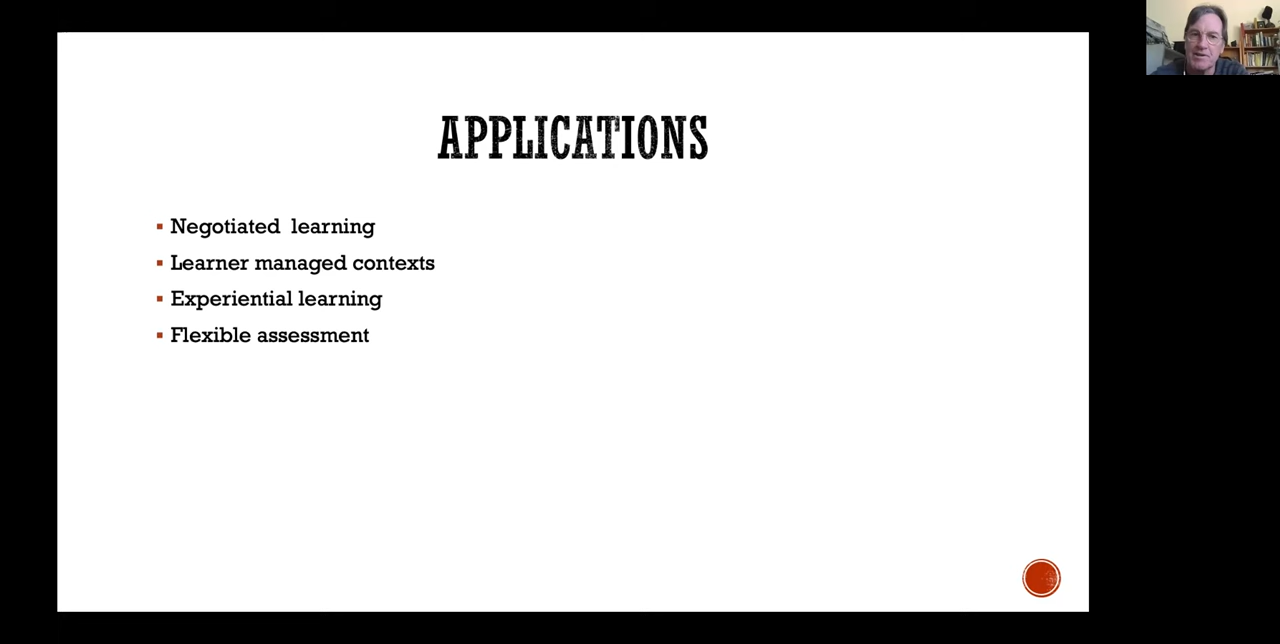 APPLICATIONS
Negotiated learning
Learner managed contexts
Experiential learning
Flexible assessment